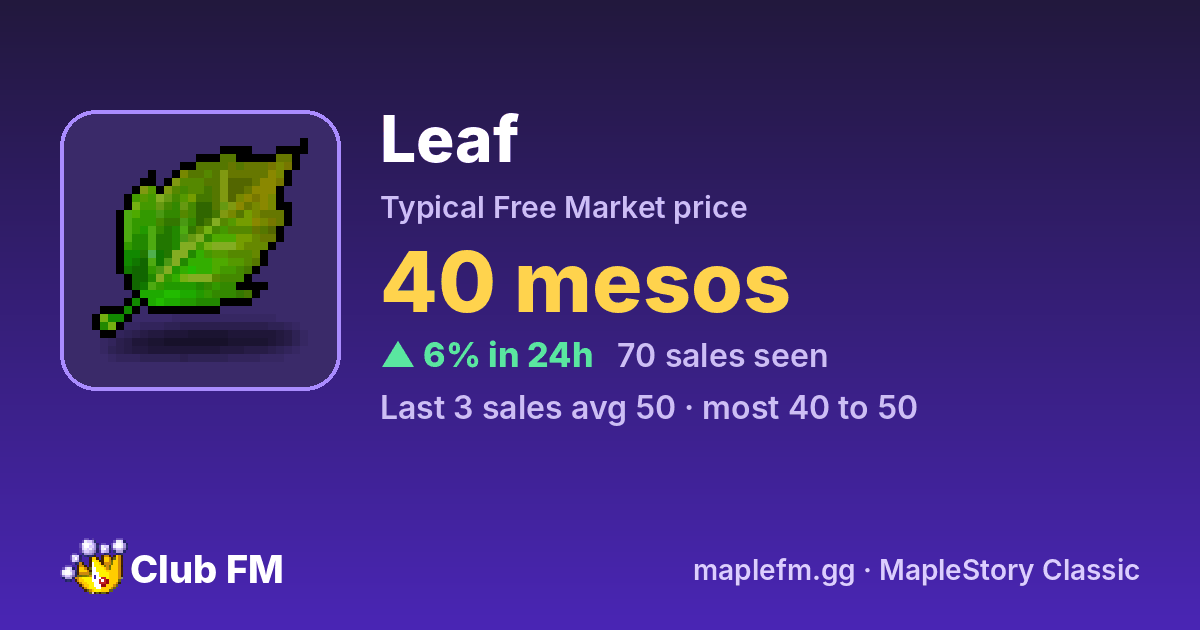 Leaf
Typical Free Market price
40 mesos
▲ 6% in 24h 70 sales seen
Last 3 sales avg 50 · most 40 to 50
Club FM
maplefm.gg · MapleStory Classic